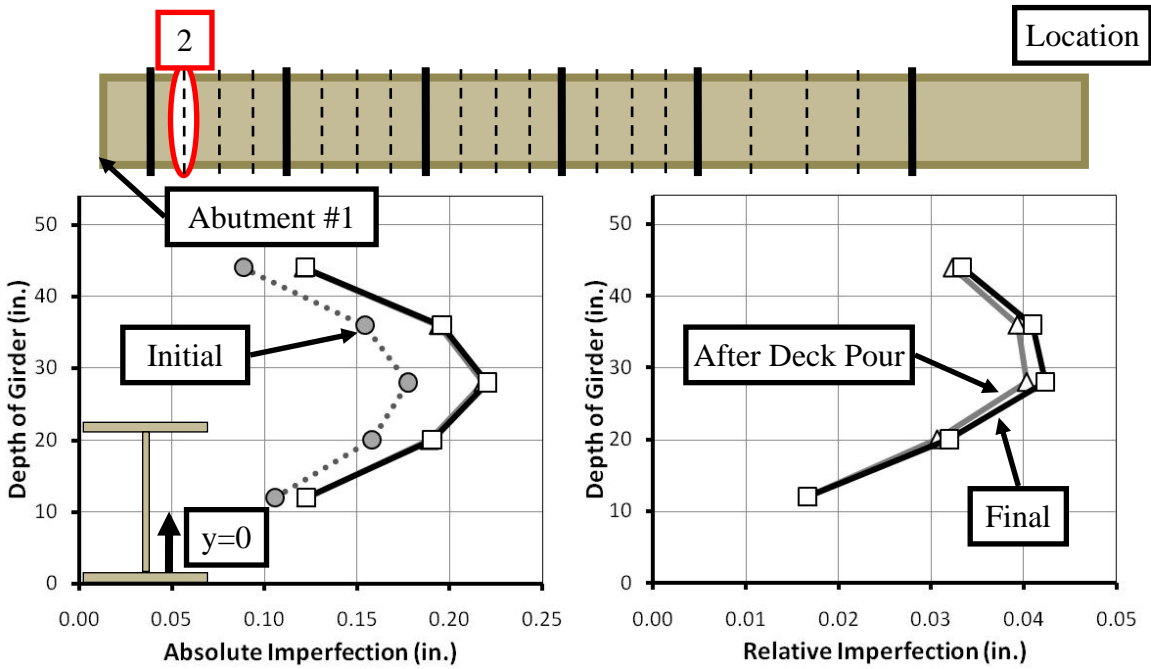 2
Location
Abutment #1
50
40
30
20
10
0
Depth of Girder (in.)
Initial
y=0
0.00
0.05
0.10
0.15
0.20
0.25
Absolute Imperfection (in.)
50
40
30
20
10
0
Depth of Girder (in.)
After Deck Pour
Final
0.00
0.01
0.02
0.03
0.04
0.05
Relative Imperfection (in.)